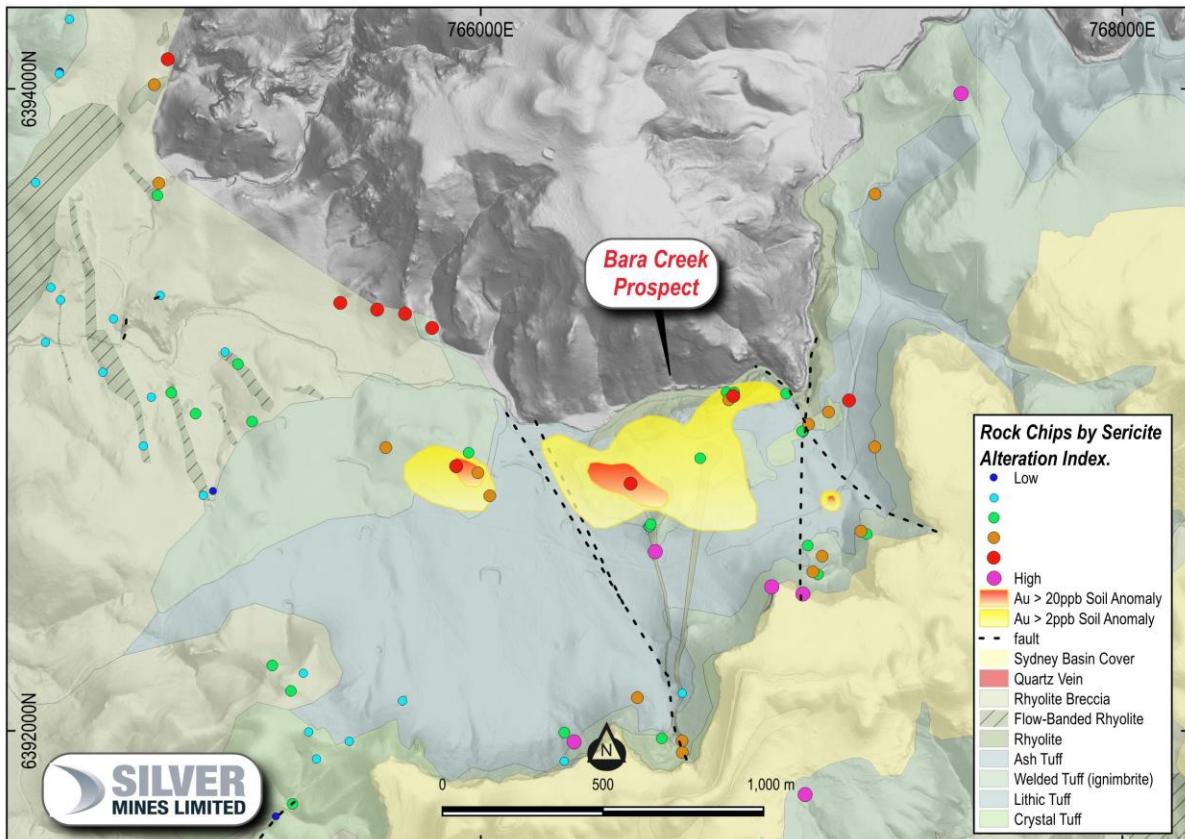 766000E
768000E
6394000N
Bara Creek
Prospect
Rock Chips by Sericite
Alteration Index.
Low
High
Au > 20ppb Soil Anomaly
Au > 2ppb Soil Anomaly
fault
Sydney Basin Cover
Quartz Vein
Rhyolite Breccia
Flow-Banded Rhyolite
Rhyolite
Ash Tuff
Welded Tuff (ignimbrite)
Lithic Tuff
Crystal Tuff
6392000N
N
0
500
1,000 m
SILVER
MINES LIMITED